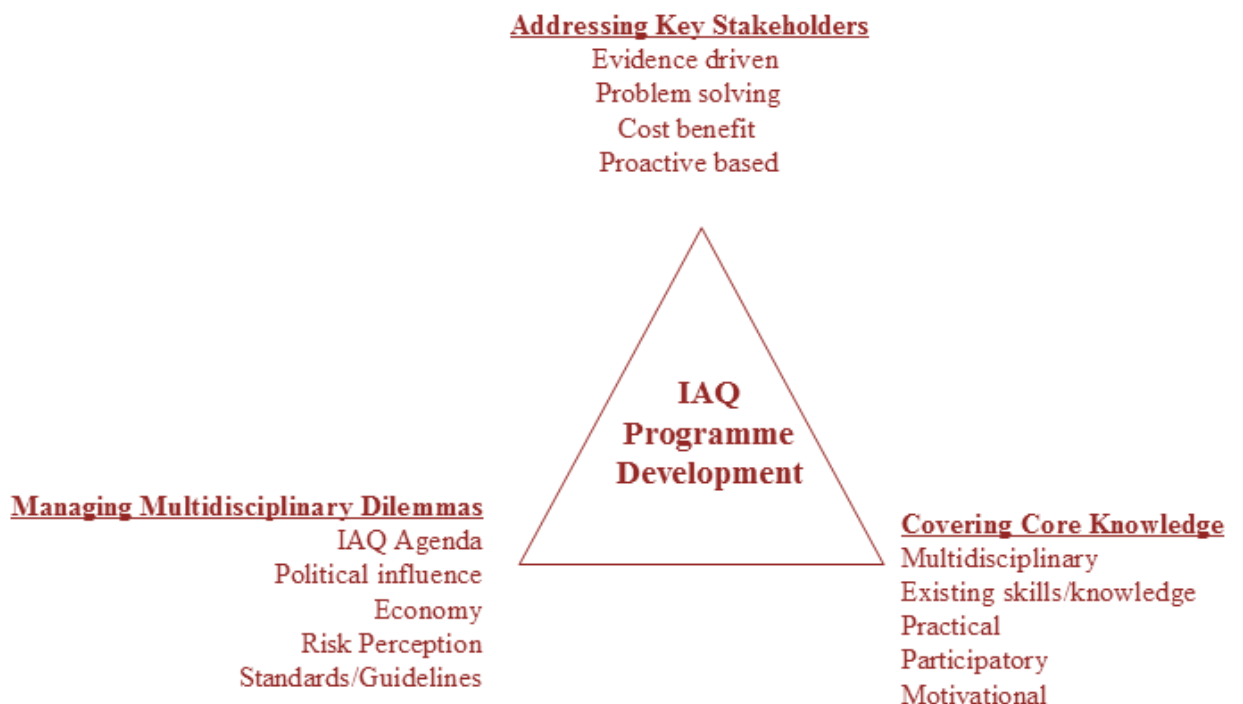 Addressing Key Stakeholders
Evidence driven
Problem solving
Cost benefit
Proactive based
IAQ
Programme
Development
Managing Multidisciplinary Dilemmas
IAQ Agenda
Political influence
Economy
Risk Perception
Standards/Guidelines
Covering Core Knowledge
Multidisciplinary
Existing skills/knowledge
Practical
Participatory
Motivational